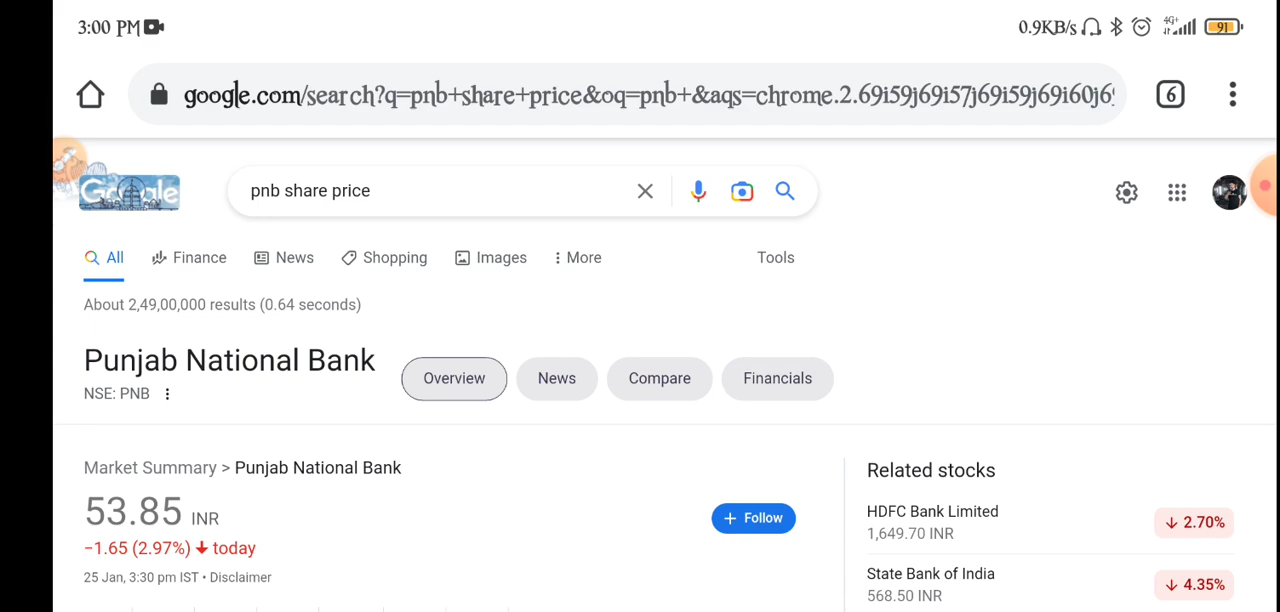 3:00 PM 0.9KB/s 4G+ 91
google.com/search?q=pnb+share+price&oq=pnb+&aqs=chrome.2.69i59j69i57j69i59j69i60j6 6
Google pnb share price
All Finance News Shopping Images More Tools
About 2,49,00,000 results (0.64 seconds)
Punjab National Bank
Overview News Compare Financials
NSE: PNB
Market Summary > Punjab National Bank
53.85 INR
+ Follow
−1.65 (2.97%) ↓ today
25 Jan, 3:30 pm IST • Disclaimer
Related stocks
HDFC Bank Limited
1,649.70 INR
↓ 2.70%
State Bank of India
568.50 INR
↓ 4.35%